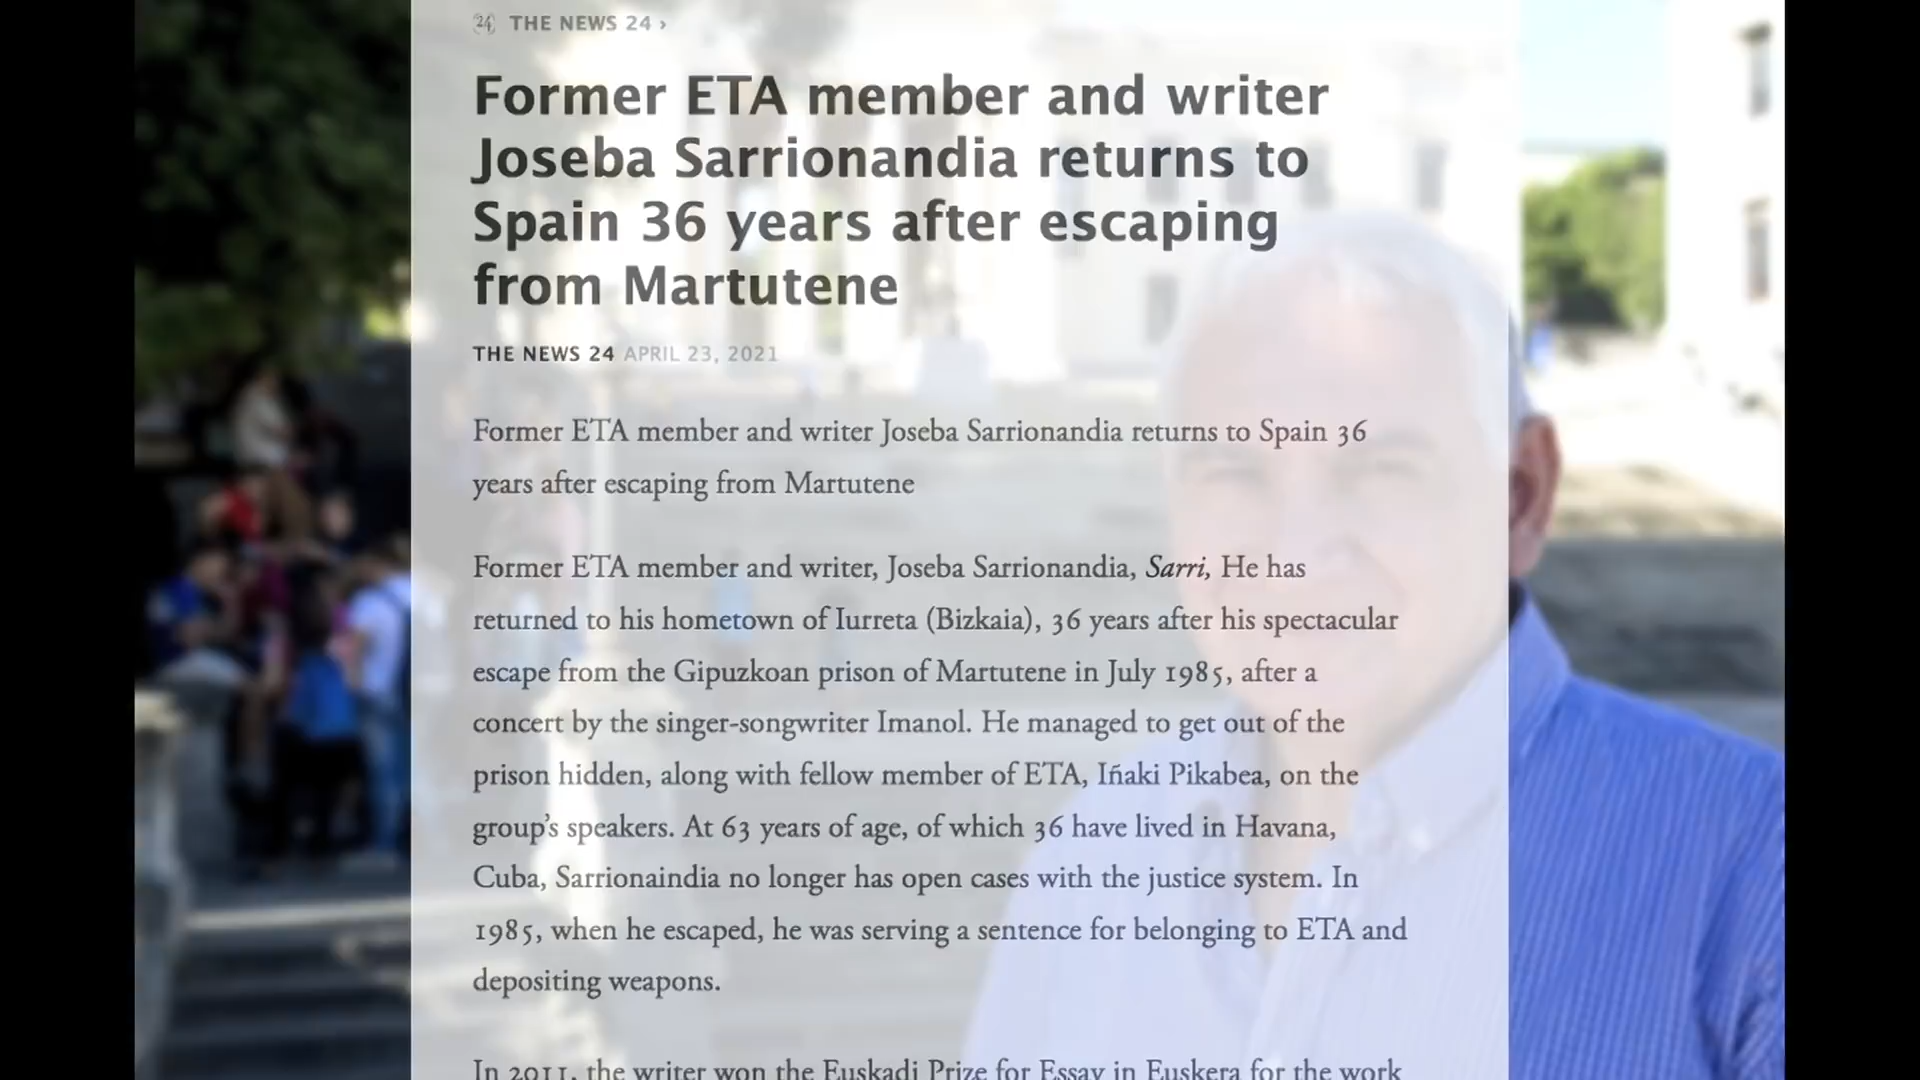 THE NEWS 24 ›
Former ETA member and writer
Joseba Sarrionandia returns to
Spain 36 years after escaping
from Martutene
THE NEWS 24 APRIL 23, 2021
Former ETA member and writer Joseba Sarrionandia returns to Spain 36
years after escaping from Martutene
Former ETA member and writer, Joseba Sarrionandia, Sarri, He has
returned to his hometown of Iurreta (Bizkaia), 36 years after his spectacular
escape from the Gipuzkoan prison of Martutene in July 1985, after a
concert by the singer-songwriter Imanol. He managed to get out of the
prison hidden, along with fellow member of ETA, Iñaki Pikabea, on the
group’s speakers. At 63 years of age, of which 36 have lived in Havana,
Cuba, Sarrionaindia no longer has open cases with the justice system. In
1985, when he escaped, he was serving a sentence for belonging to ETA and
depositing weapons.
In 2011, the writer won the Euskadi Prize for Essay in Euskera for the work